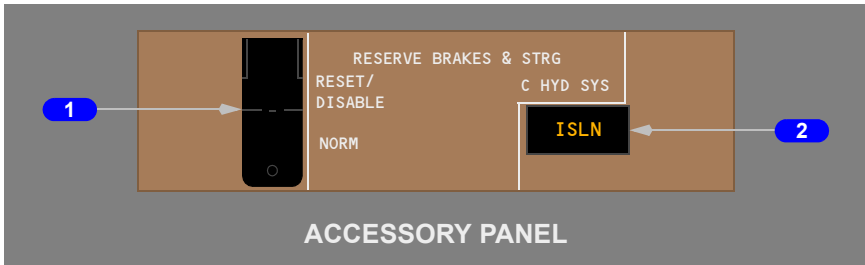 RESERVE BRAKES & STRG
RESET/
DISABLE
C HYD SYS
1
ISLN
2
NORM
ACCESSORY PANEL